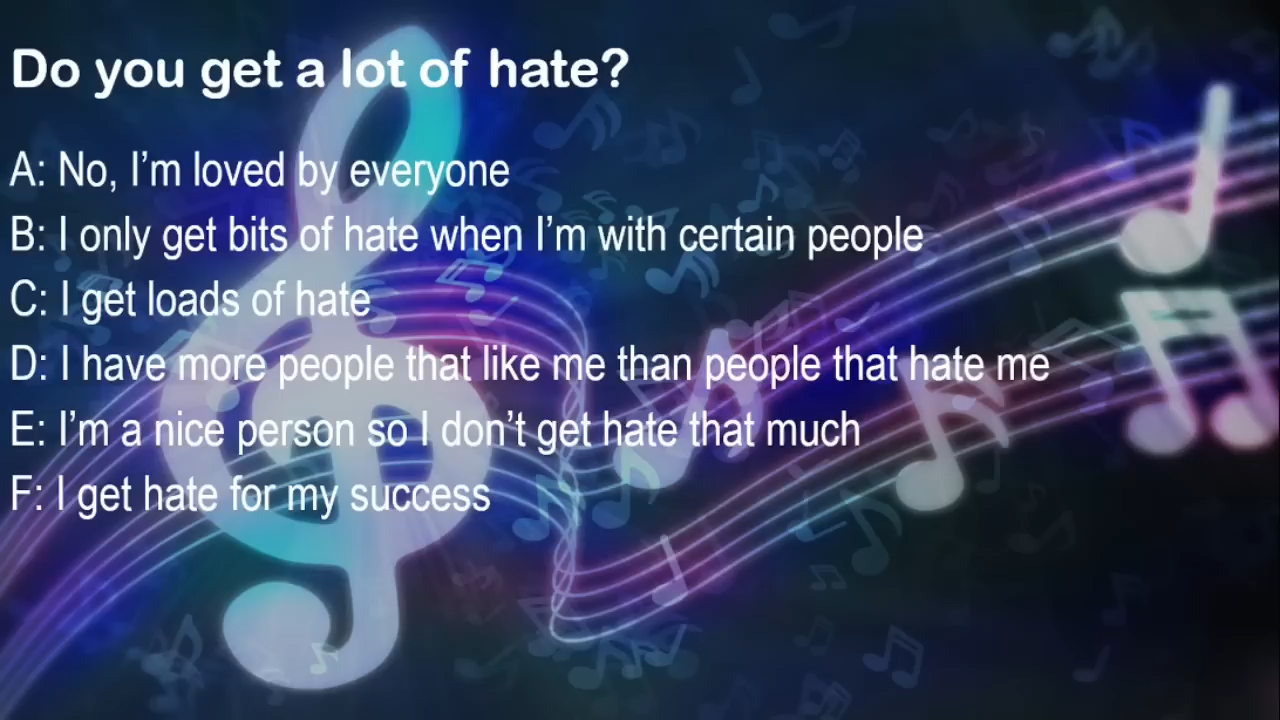 Do you get a lot of hate?
A: No, I’m loved by everyone
B: I only get bits of hate when I’m with certain people
C: I get loads of hate
D: I have more people that like me than people that hate me
E: I’m a nice person so I don’t get hate that much
F: I get hate for my success